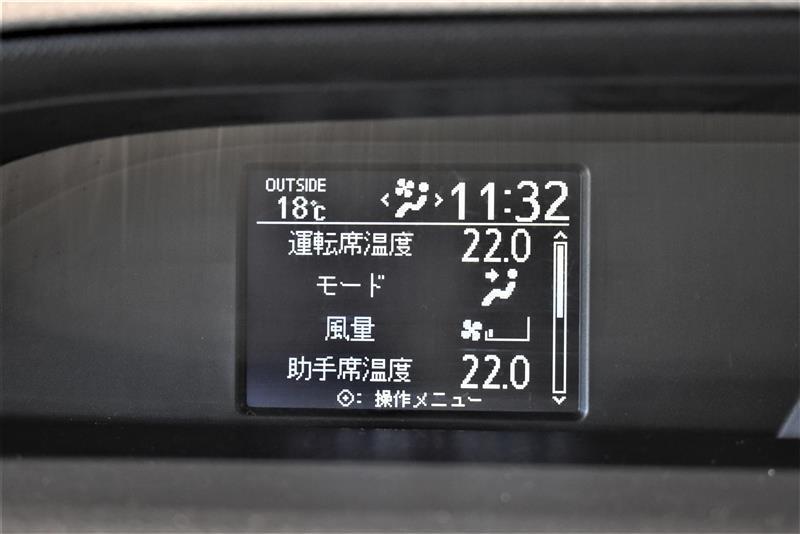 OUTSIDE
18℃ 11:32
運転席温度 22.0
モード
風量
助手席温度 22.0
: 操作メニュー